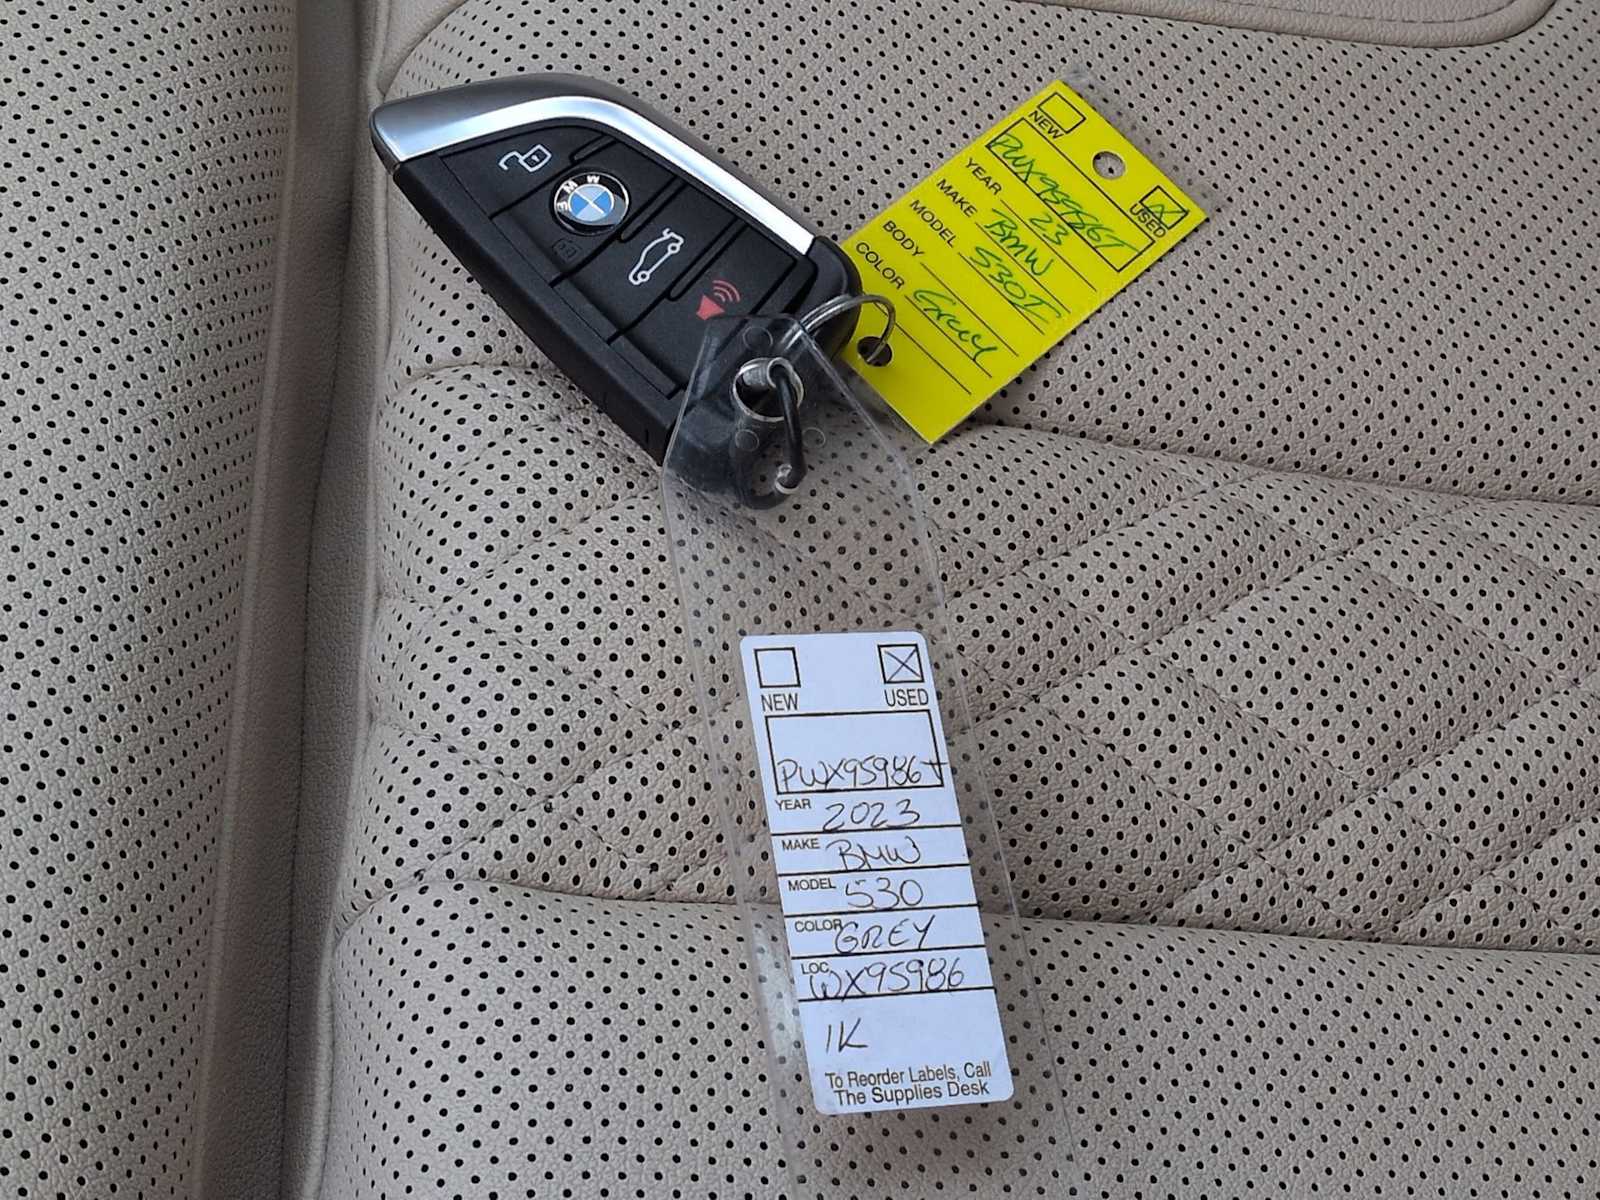 BMW
NEW
USED
PWX95986T
YEAR 23
MAKE BMW
MODEL 530I
BODY
COLOR Grey
NEW
USED
PWX95986T
YEAR 2023
MAKE BMW
MODEL 530
COLOR GREY
LOC WX95986
1K
To Reorder Labels, Call
The Supplies Desk